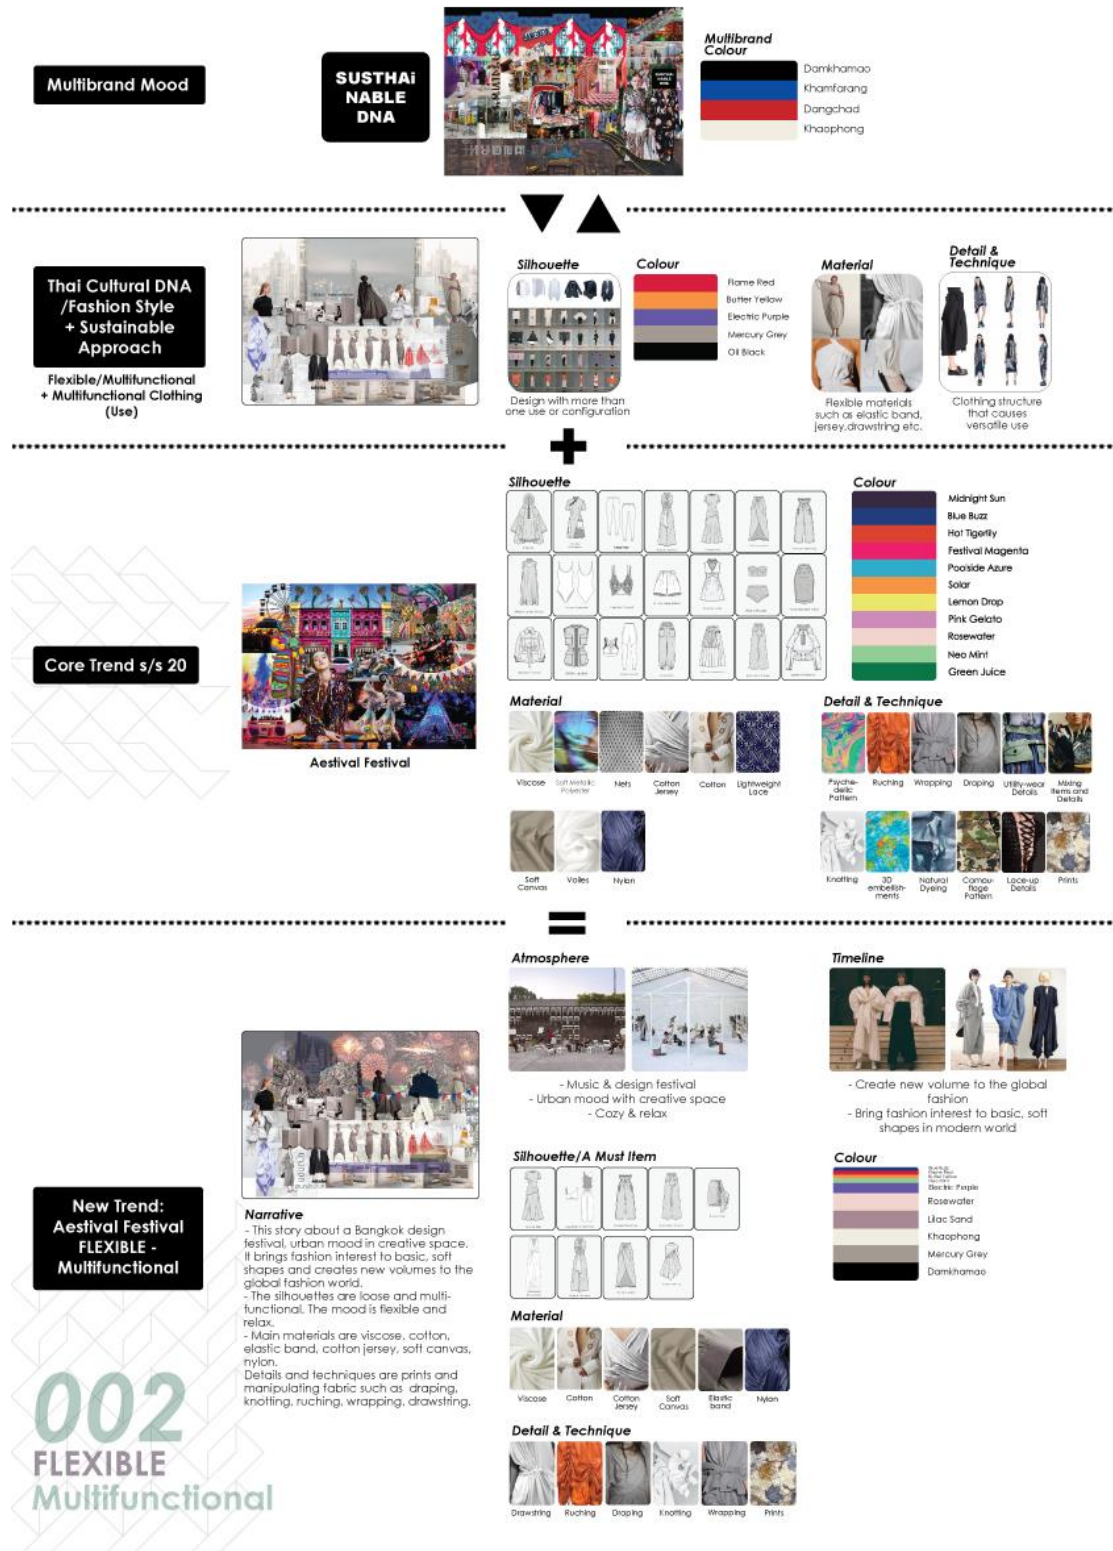 Multibrand Mood
SUSTHAi
NABLE
DNA
Multibrand
Colour
Damkhamao
Khamfarang
Dangchad
Khaophong
Thai Cultural DNA
/Fashion Style
+ Sustainable
Approach
Flexible/Multifunctional
+ Multifunctional Clothing
(Use)
Silhouette
Design with more than
one use or configuration
Colour
Flame Red
Butter Yellow
Electric Purple
Mercury Grey
Oil Black
Material
Flexible materials
such as elastic band,
jersey,drawstring etc.
Detail &
Technique
Clothing structure
that causes
versatile use
Core Trend s/s 20
Aestival Festival
Silhouette
Colour
Midnight Sun
Blue Buzz
Hot Tigerlily
Festival Magenta
Poolside Azure
Solar
Lemon Drop
Pink Gelato
Rosewater
Neo Mint
Green Juice
Material
Viscose
Soft Metallic
Polyester
Nets
Cotton
Jersey
Cotton
Lightweight
Lace
Soft
Canvas
Voiles
Nylon
Detail & Technique
Psyche-
delic
Pattern
Ruching
Wrapping
Draping
Utility-wear
Details
Mixing
Items and
Details
Knotting
3D
embellish-
ments
Natural
Dyeing
Camou-
flage
Pattern
Lace-up
Details
Prints
New Trend:
Aestival Festival
FLEXIBLE -
Multifunctional
Narrative
- This story about a Bangkok design
festival, urban mood in creative space.
It brings fashion interest to basic, soft
shapes and creates new volumes to the
global fashion world.
- The silhouettes are loose and multi-
functional. The mood is flexible and
relax.
- Main materials are viscose, cotton,
elastic band, cotton jersey, soft canvas,
nylon.
Details and techniques are prints and
manipulating fabric such as draping,
knotting, ruching, wrapping, drawstring.
Atmosphere
- Music & design festival
- Urban mood with creative space
- Cozy & relax
Timeline
- Create new volume to the global
fashion
- Bring fashion interest to basic, soft
shapes in modern world
Silhouette/A Must Item
Colour
Electric Purple
Rosewater
Lilac Sand
Khaophong
Mercury Grey
Damkhamao
Material
Viscose
Cotton
Cotton
Jersey
Soft
Canvas
Elastic
band
Nylon
Detail & Technique
Drawstring
Ruching
Draping
Knotting
Wrapping
Prints
002
FLEXIBLE
Multifunctional